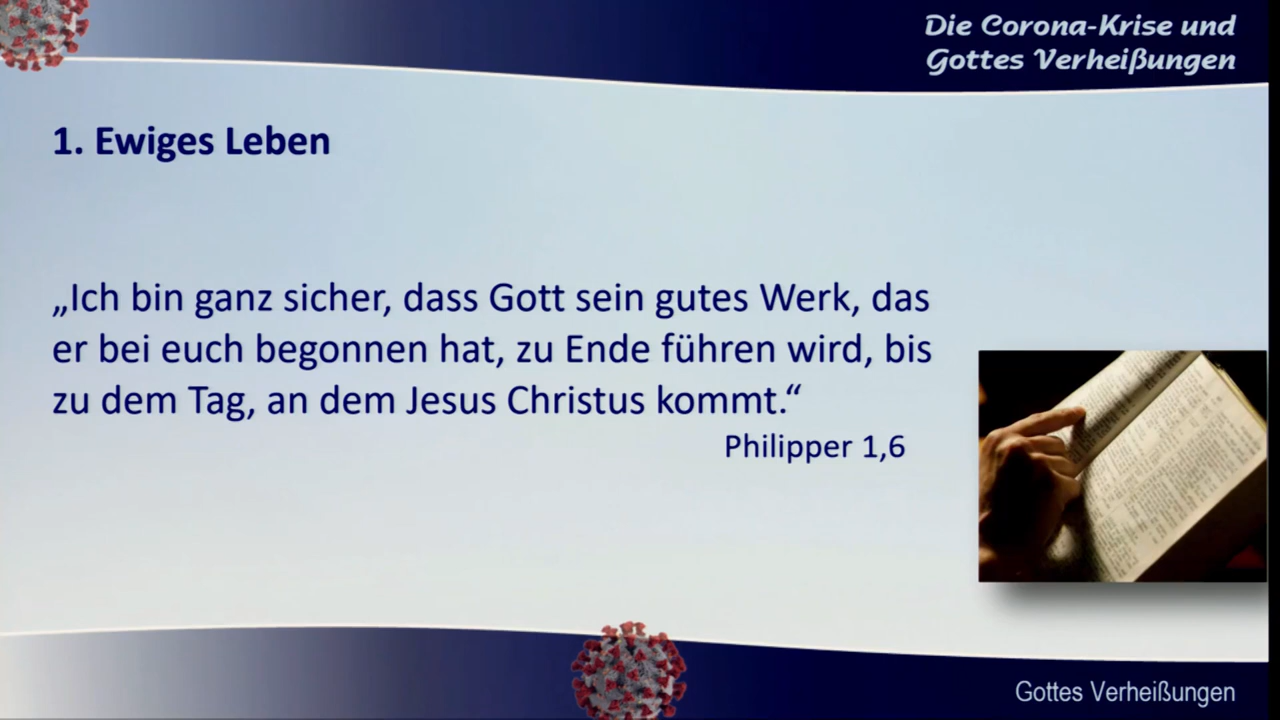 Die Corona-Krise und
Gottes Verheißungen
1. Ewiges Leben
„Ich bin ganz sicher, dass Gott sein gutes Werk, das
er bei euch begonnen hat, zu Ende führen wird, bis
zu dem Tag, an dem Jesus Christus kommt.“
Philipper 1,6
Gottes Verheißungen